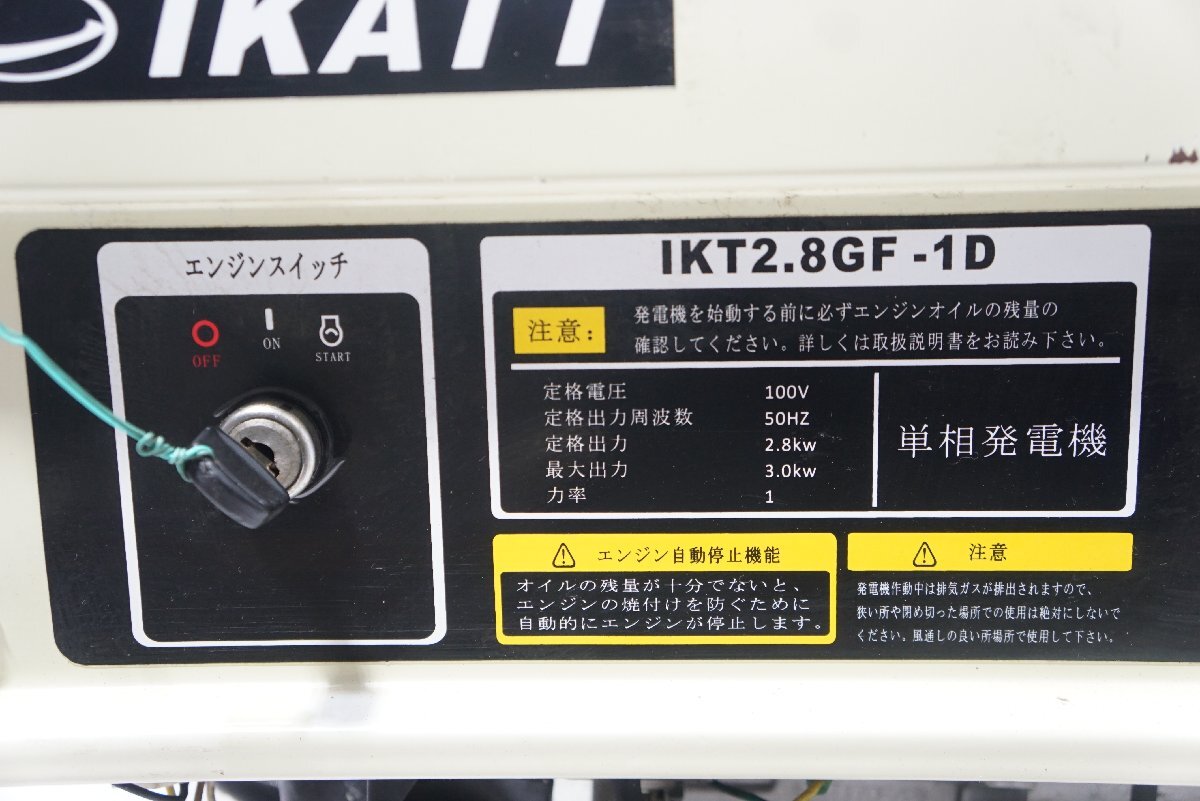 IKATT
エンジンスイッチ
OFF
ON
START
IKT2.8GF -1D
注意:
発電機を始動する前に必ずエンジンオイルの残量の
確認してください。詳しくは取扱説明書をお読み下さい。
定格電圧 100V
定格出力周波数 50HZ
定格出力 2.8kw
最大出力 3.0kw
力率 1
単相発電機
エンジン自動停止機能
オイルの残量が十分でないと、
エンジンの焼付けを防ぐために
自動的にエンジンが停止します。
注意
発電機作動中は排気ガスが排出されますので、
狭い所や閉め切った場所での使用は絶対にしないで
ください。風通しの良い所場所で使用して下さい。